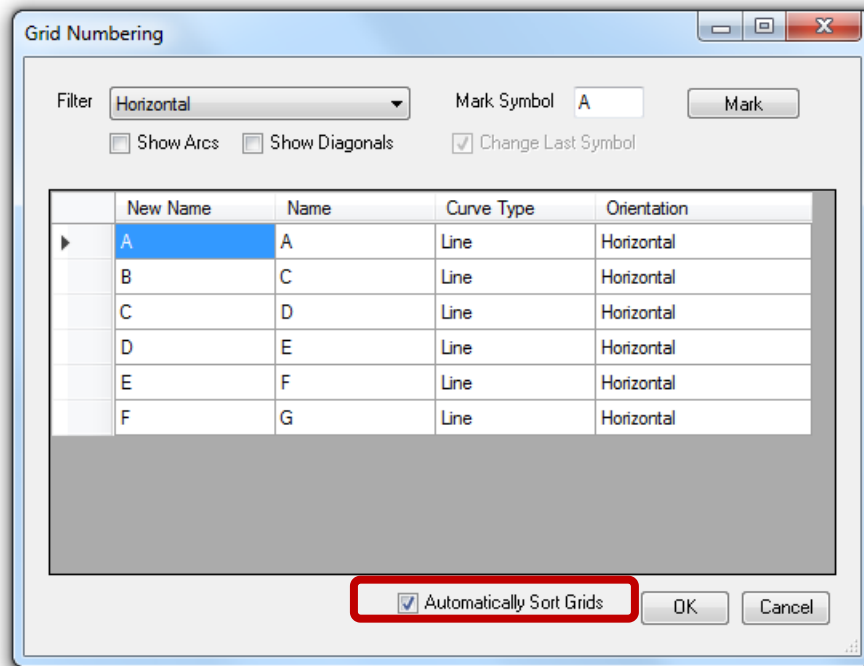 Grid Numbering
Filter Horizontal Mark Symbol A Mark
Show Arcs Show Diagonals Change Last Symbol
New Name Name Curve Type Orientation
A A Line Horizontal
B C Line Horizontal
C D Line Horizontal
D E Line Horizontal
E F Line Horizontal
F G Line Horizontal
Automatically Sort Grids OK Cancel